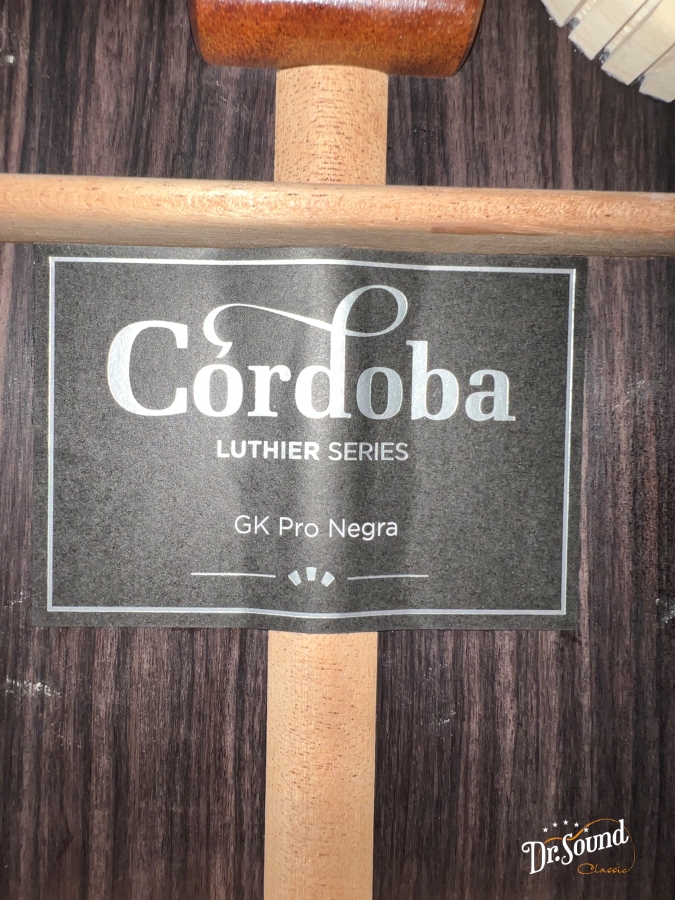 Córdoba
LUTHIER SERIES
GK Pro Negra
Dr. Sound
Classic